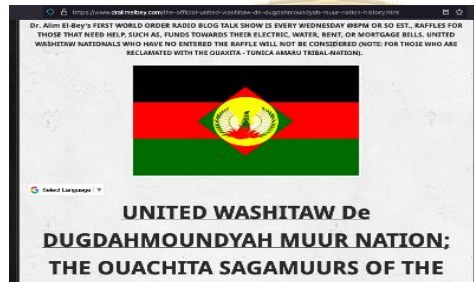 https://www.dralimelbey.com/the-official-united-washitaw-de-dugdahmoundyah-muur-nation-history.html
Dr. Alim El-Bey's FIRST WORLD ORDER RADIO BLOG TALK SHOW IS EVERY WEDNESDAY @8PM OR SO EST., RAFFLES FOR
THOSE THAT NEED HELP, SUCH AS, FUNDS TOWARDS THEIR ELECTRIC, WATER, RENT, OR MORTGAGE BILLS. UNITED
WASHITAW NATIONALS WHO HAVE NO ENTERED THE RAFFLE WILL NOT BE CONSIDERED (NOTE: FOR THOSE WHO ARE
RECLAMATED WITH THE OUAXITA - TUNICA AMARU TRIBAL-NATION).
Select Language
UNITED WASHITAW De
DUGDAHMOUNDYAH MUUR NATION;
THE OUACHITA SAGAMUURS OF THE